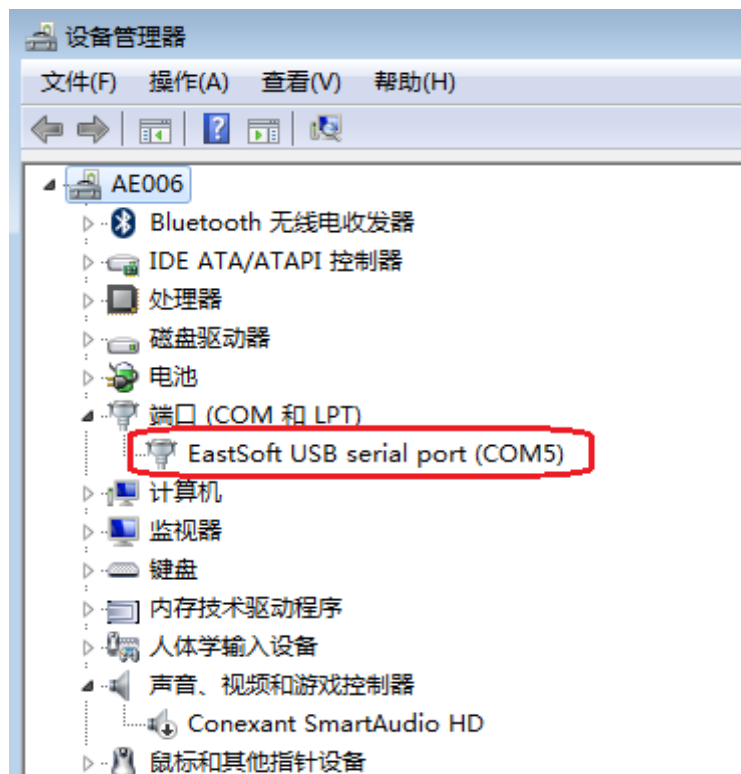 设备管理器
文件(F) 操作(A) 查看(V) 帮助(H)
AE006
Bluetooth 无线电收发器
IDE ATA/ATAPI 控制器
处理器
磁盘驱动器
电池
端口 (COM 和 LPT)
EastSoft USB serial port (COM5)
计算机
监视器
键盘
内存技术驱动程序
人体学输入设备
声音、视频和游戏控制器
Conexant SmartAudio HD
鼠标和其他指针设备